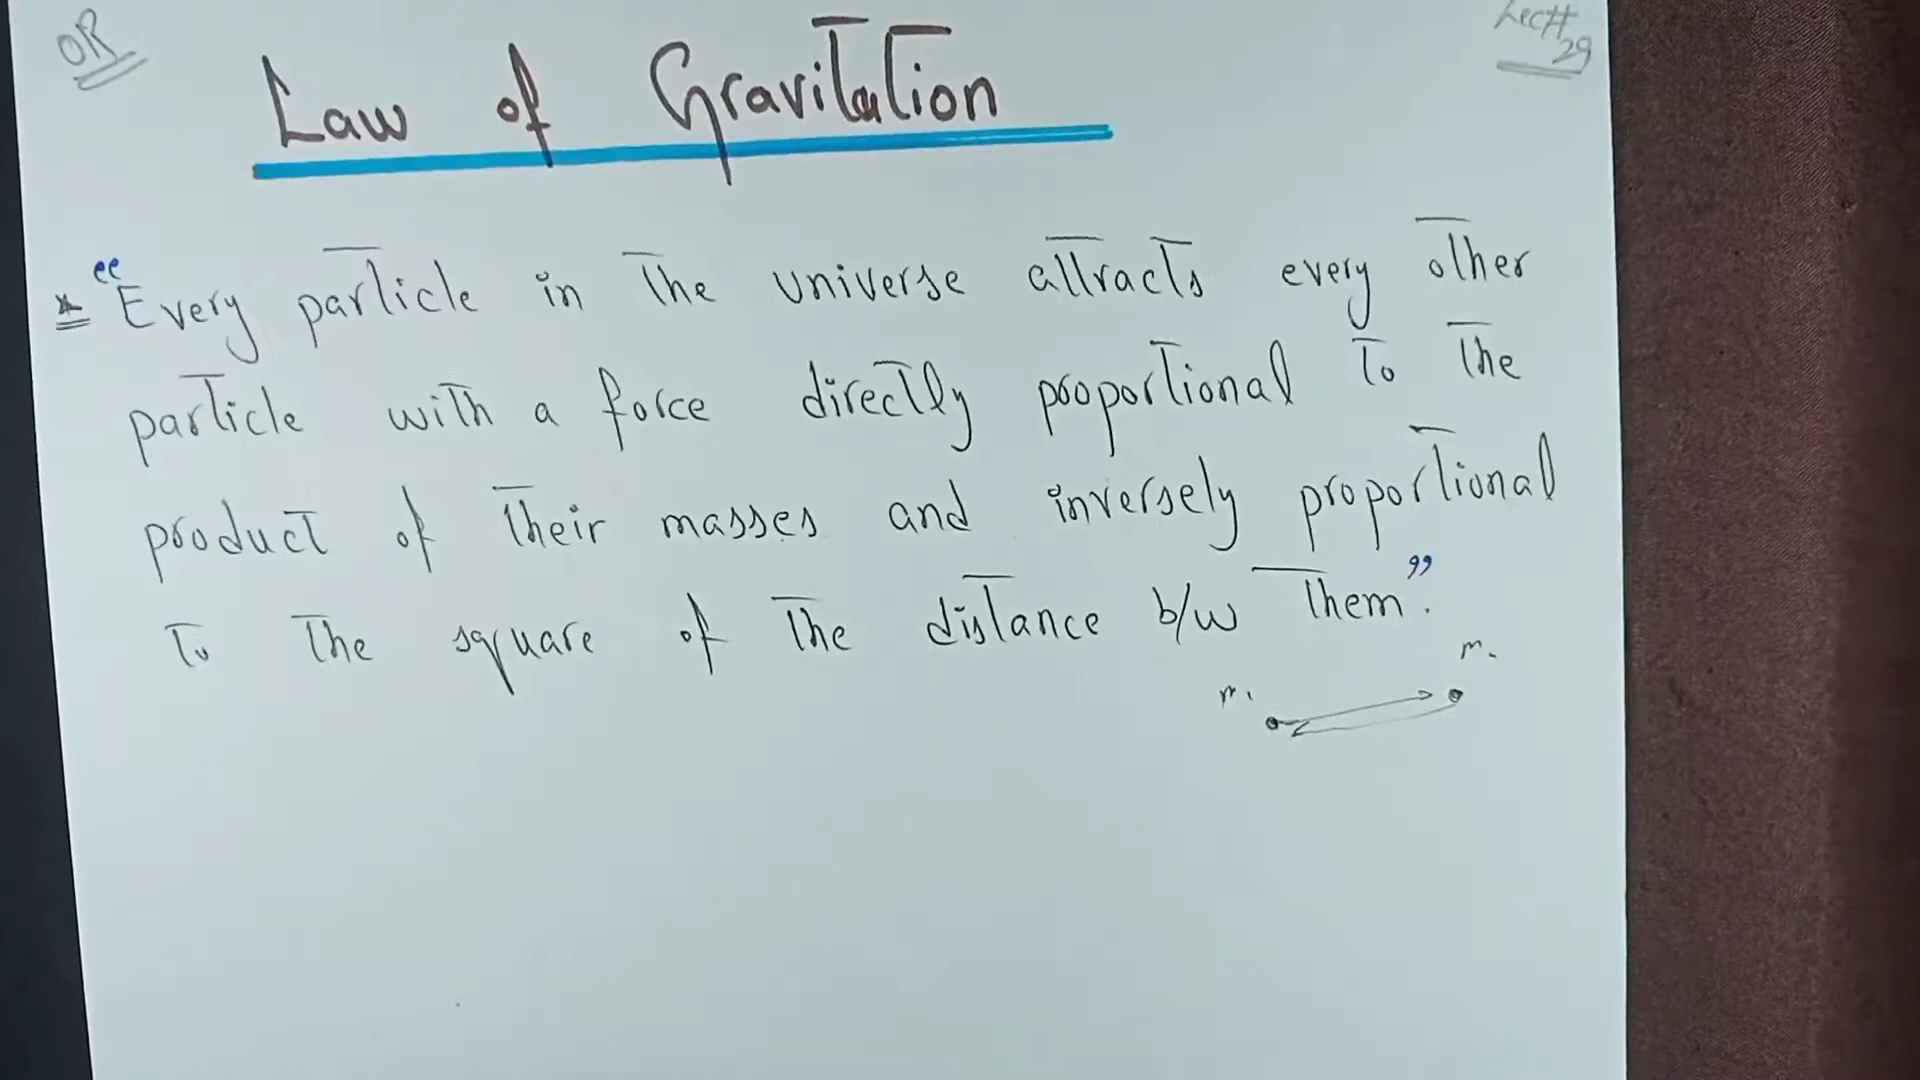 OR
Lec# 29
Law of Gravitation
* “Every particle in the universe attracts every other
particle with a force directly proportional to the
product of their masses and inversely proportional
to the square of the distance b/w them”.